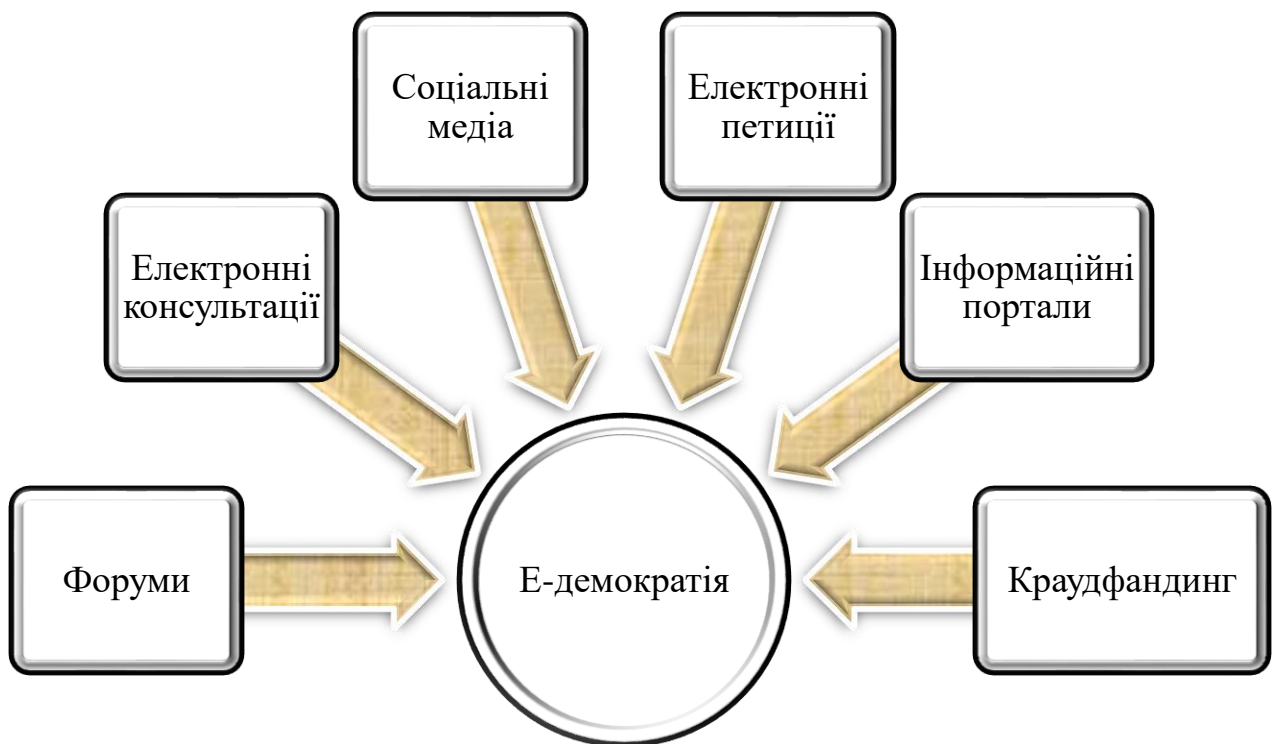 Соціальні
медіа
Електронні
петиції
Електронні
консультації
Інформаційні
портали
Форуми
Е-демократія
Краудфандинг